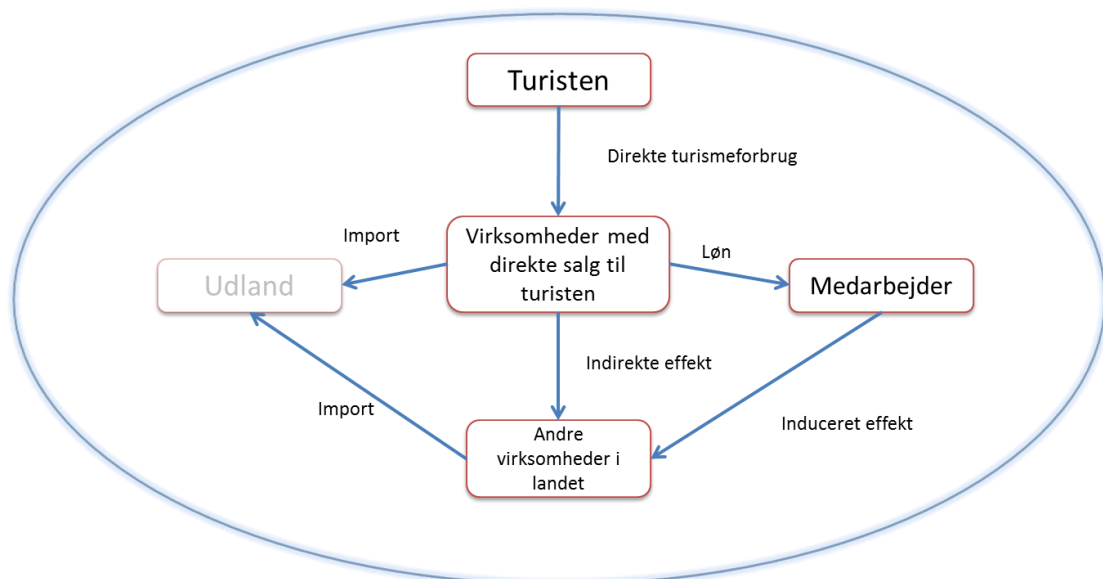 Turisten
Direkte turismeforbrug
Import
Virksomheder med
direkte salg til
turisten
Løn
Udland
Medarbejder
Indirekte effekt
Import
Induceret effekt
Andre
virksomheder i
landet